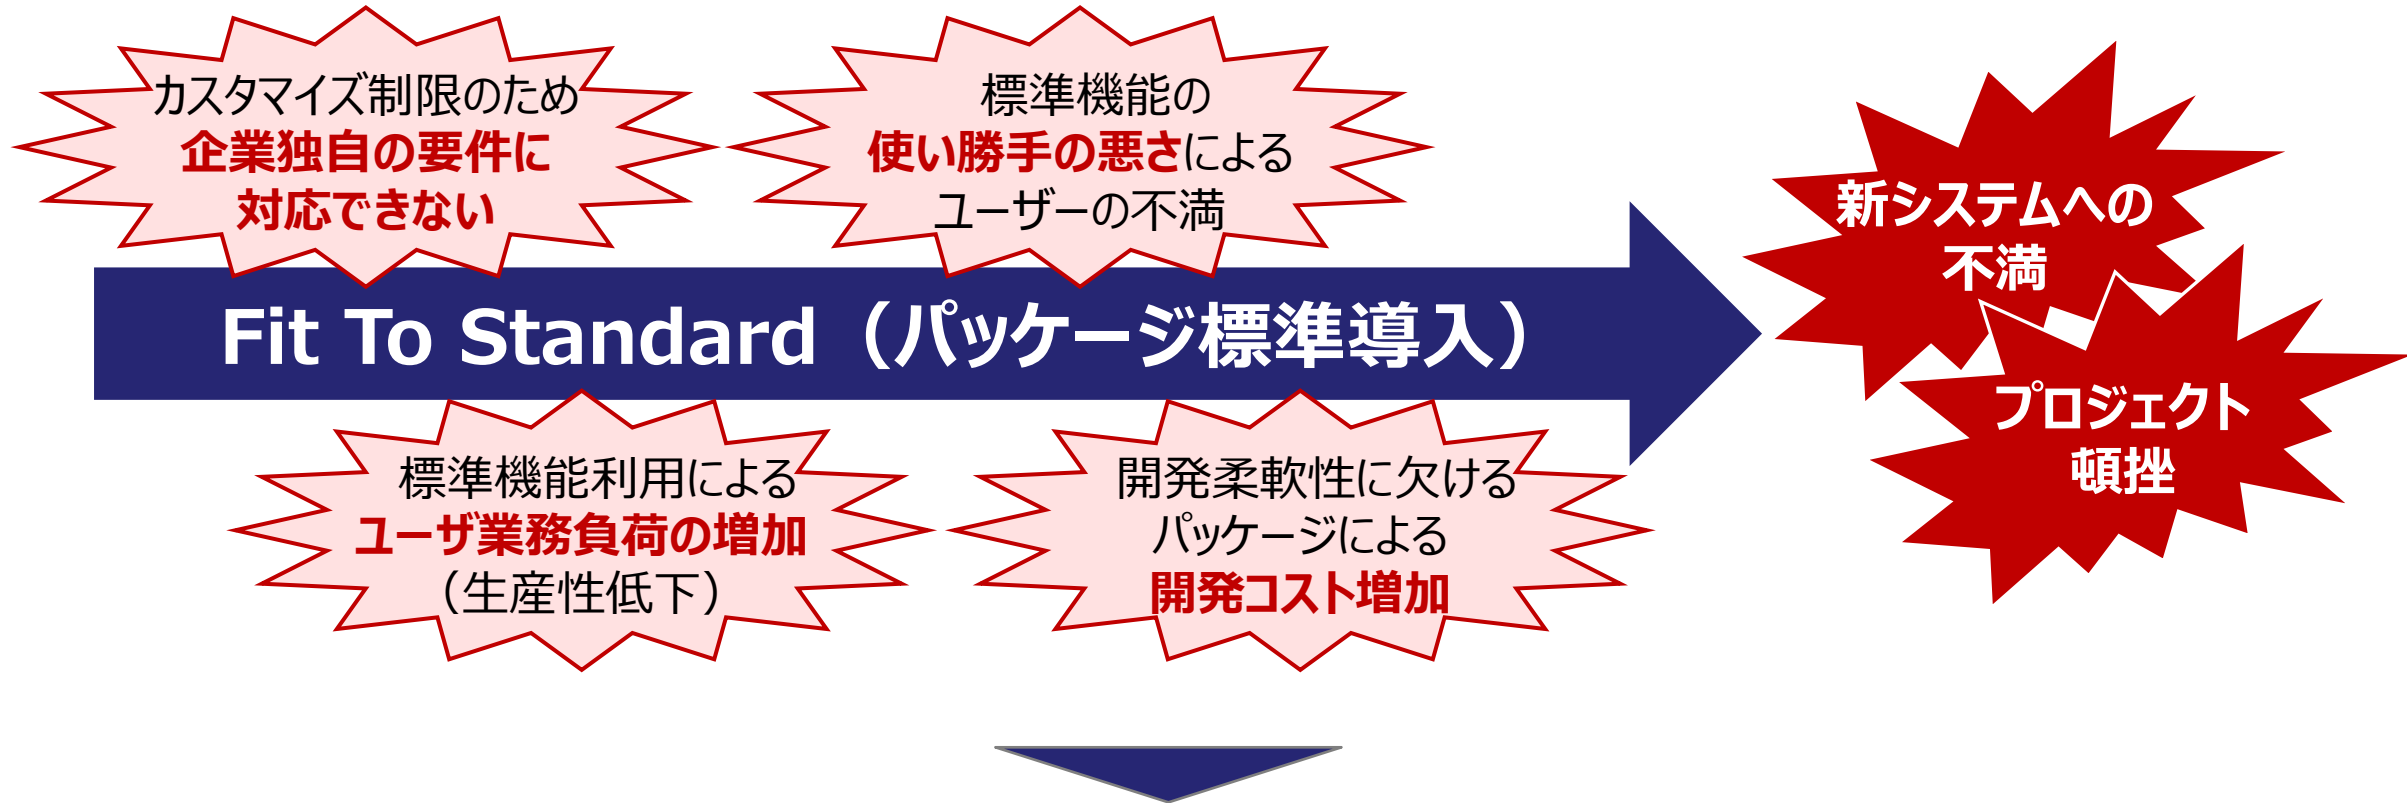 カスタマイズ制限のため
企業独自の要件に
対応できない
標準機能の
使い勝手の悪さによる
ユーザーの不満
新システムへの
不満
Fit To Standard（パッケージ標準導入）
プロジェクト
頓挫
標準機能利用による
ユーザ業務負荷の増加
（生産性低下）
開発柔軟性に欠ける
パッケージによる
開発コスト増加